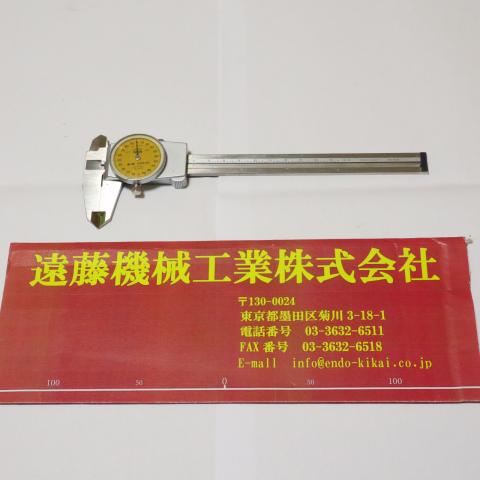 遠藤機械工業株式会社
〒130-0024
東京都墨田区菊川 3-18-1
電話番号 03-3632-6511
FAX 番号 03-3632-6518
E-mail info@endo-kikai.co.jp
100 50 0 50 100